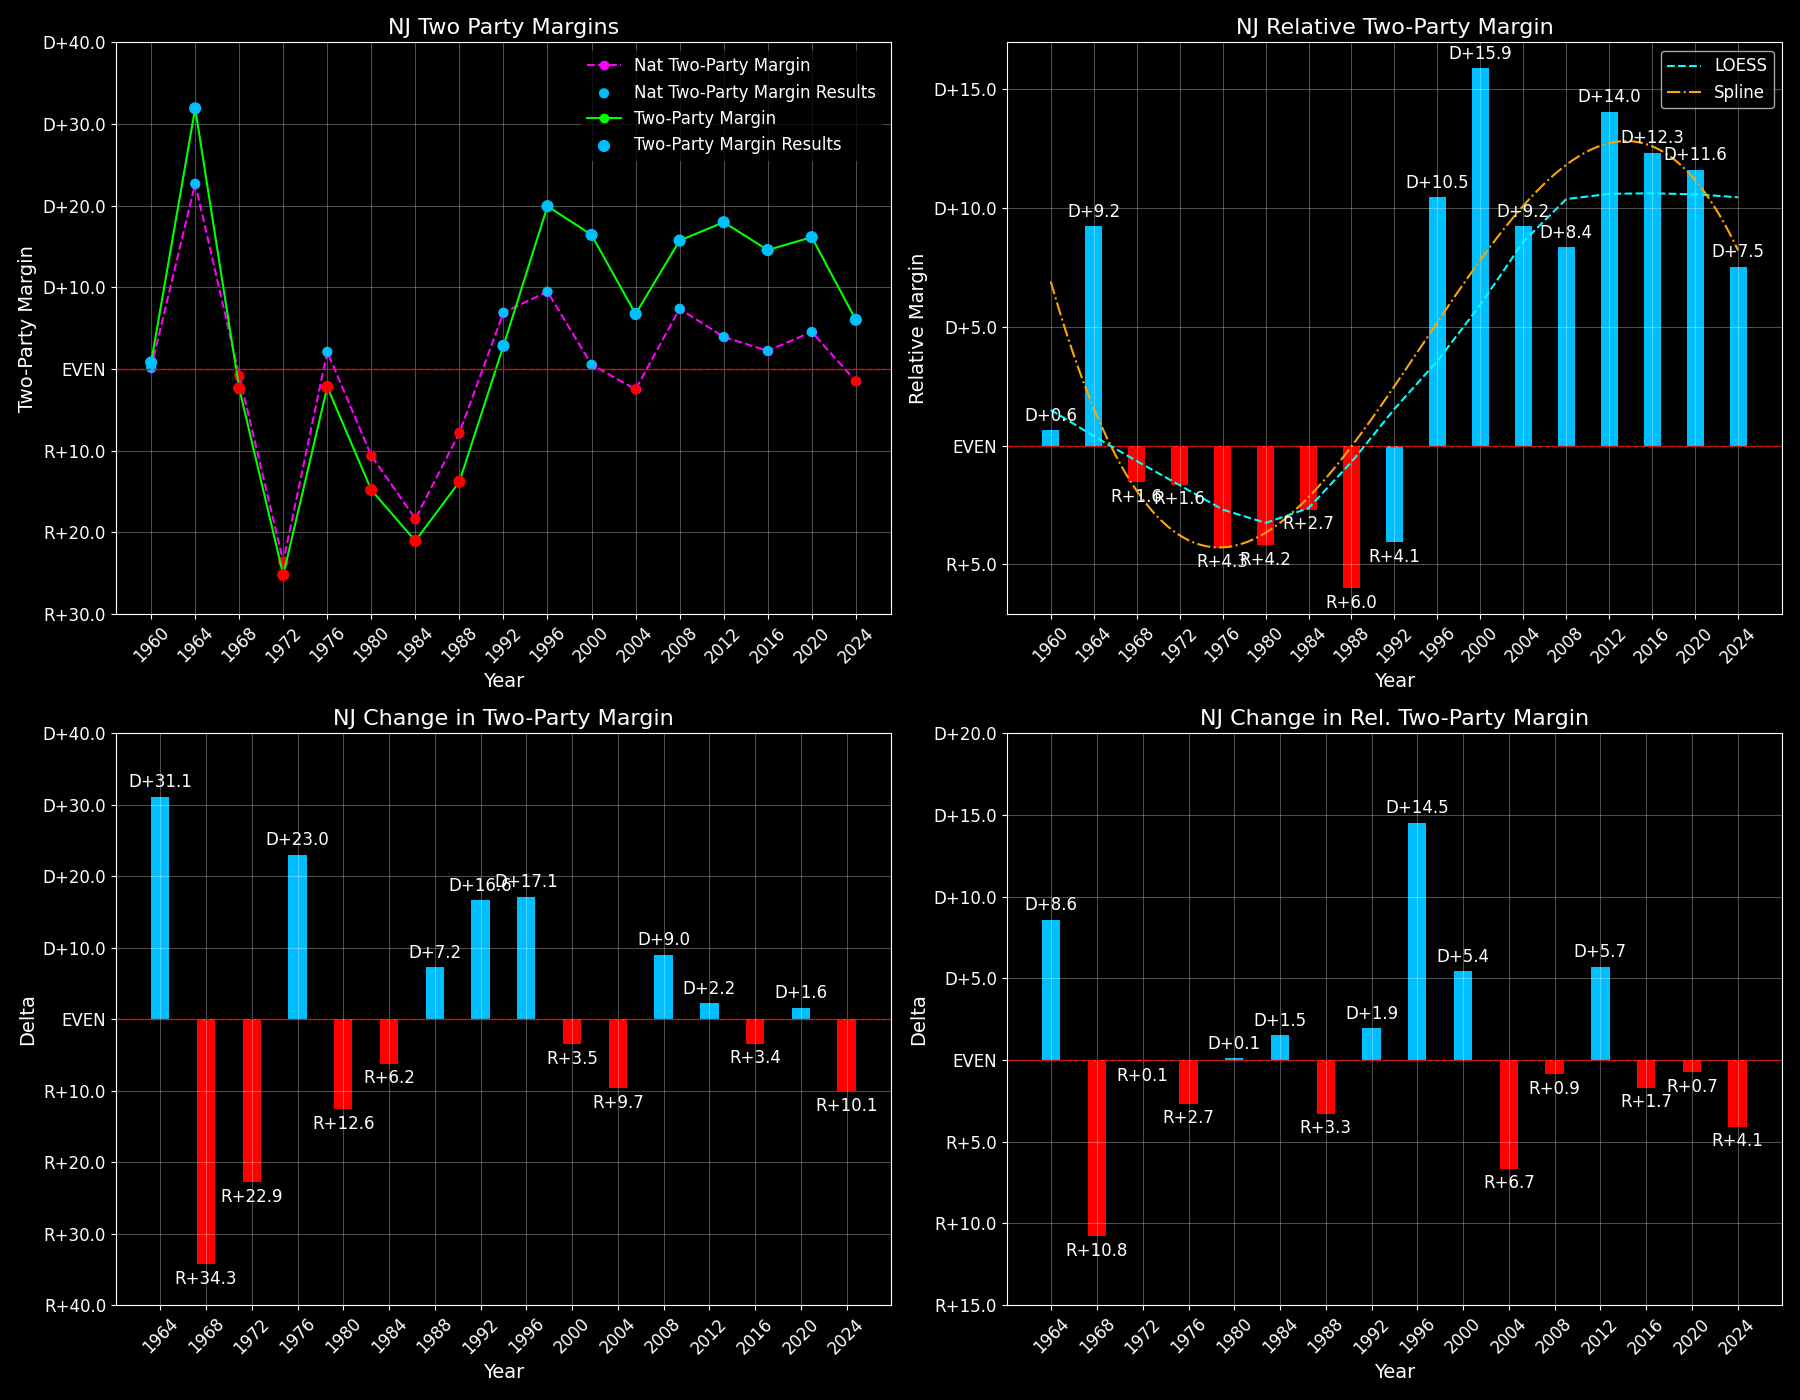 NJ Two Party Margins
D+40.0
D+30.0
D+20.0
D+10.0
EVEN
R+10.0
R+20.0
R+30.0
Two-Party Margin
Nat Two-Party Margin
Nat Two-Party Margin Results
Two-Party Margin
Two-Party Margin Results
1960 1964 1968 1972 1976 1980 1984 1988 1992 1996 2000 2004 2008 2012 2016 2020 2024
Year
NJ Relative Two-Party Margin
D+15.0
D+10.0
D+5.0
EVEN
R+5.0
Relative Margin
LOESS
Spline
D+0.6
D+9.2
R+1.6
R+1.6
R+4.3
R+4.2
R+2.7
R+6.0
R+4.1
D+10.5
D+15.9
D+9.2
D+8.4
D+14.0
D+12.3
D+11.6
D+7.5
1960 1964 1968 1972 1976 1980 1984 1988 1992 1996 2000 2004 2008 2012 2016 2020 2024
Year
NJ Change in Two-Party Margin
D+40.0
D+30.0
D+20.0
D+10.0
EVEN
R+10.0
R+20.0
R+30.0
R+40.0
Delta
D+31.1
R+34.3
R+22.9
D+23.0
R+12.6
R+6.2
D+7.2
D+16.6
D+17.1
R+3.5
R+9.7
D+9.0
D+2.2
R+3.4
D+1.6
R+10.1
1964 1968 1972 1976 1980 1984 1988 1992 1996 2000 2004 2008 2012 2016 2020 2024
Year
NJ Change in Rel. Two-Party Margin
D+20.0
D+15.0
D+10.0
D+5.0
EVEN
R+5.0
R+10.0
R+15.0
Delta
D+8.6
R+10.8
R+0.1
R+2.7
D+0.1
D+1.5
R+3.3
D+1.9
D+14.5
D+5.4
R+6.7
R+0.9
D+5.7
R+1.7
R+0.7
R+4.1
1964 1968 1972 1976 1980 1984 1988 1992 1996 2000 2004 2008 2012 2016 2020 2024
Year